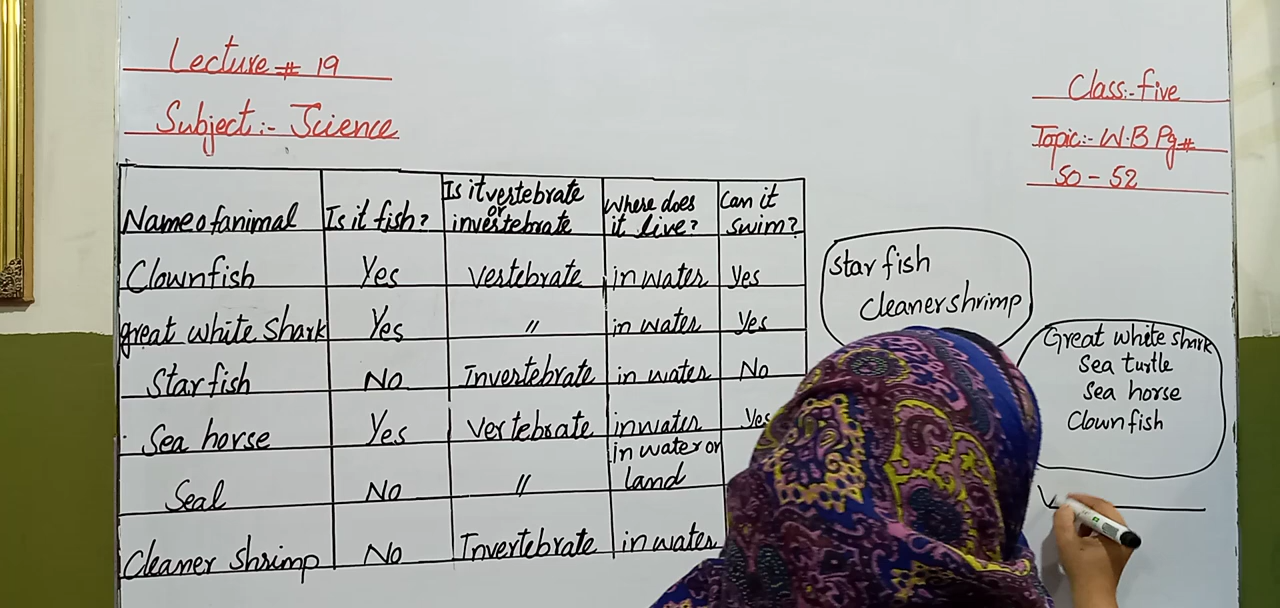 Lecture # 19
Subject:- Science
Class:- five
Topic:- W.B Pg#
50 - 52
Name of animal | Is it fish? | Is it vertebrate or invertebrate | Where does it live? | Can it swim?
Clownfish | Yes | Vertebrate | in water | Yes
great white shark | Yes | " | in water | Yes
Starfish | No | Invertebrate | in water | No
Sea horse | Yes | Vertebrate | in water | Yes
Seal | No | " | in water or land
Cleaner shrimp | No | Invertebrate | in water
Star fish
Cleaner shrimp
Great white shark
Sea turtle
Sea horse
Clownfish